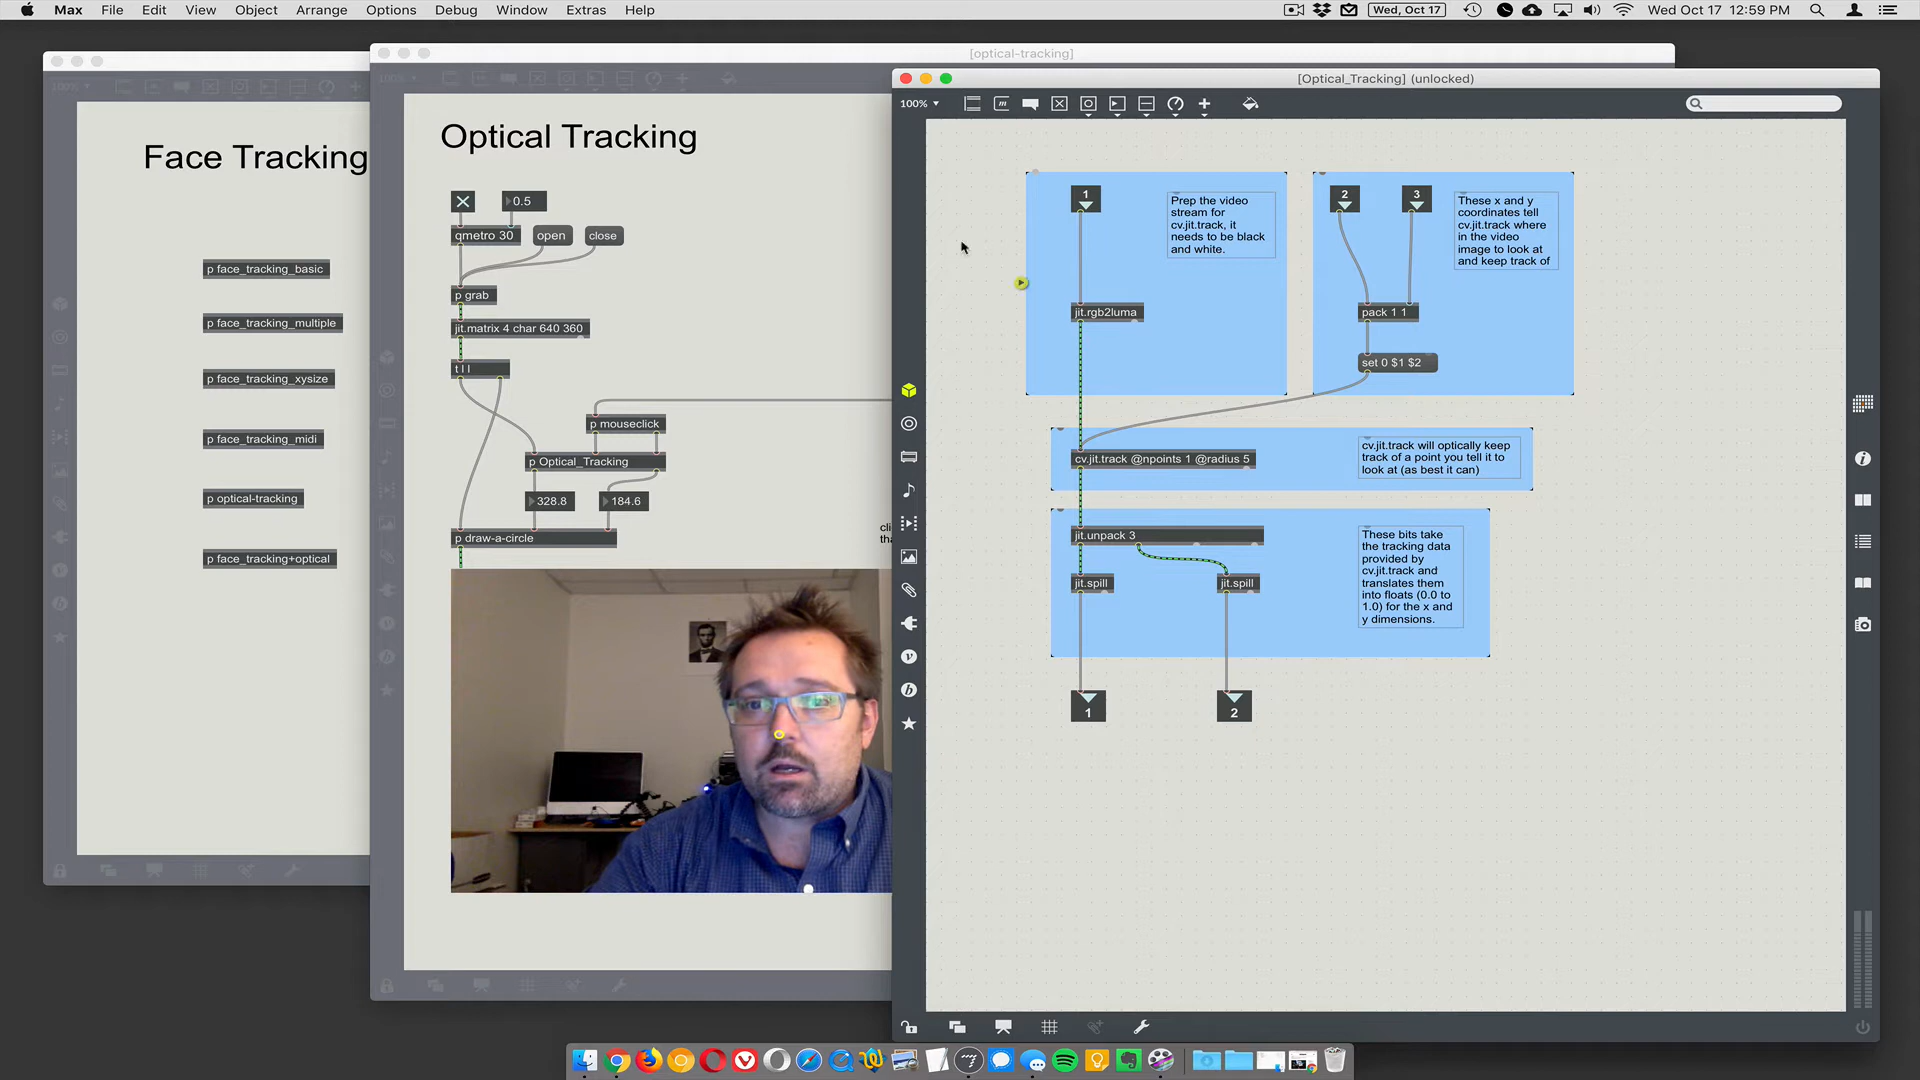 Max File Edit View Object Arrange Options Debug Window Extras Help
Wed, Oct 17
Wed Oct 17 12:59 PM
Face Tracking
p face_tracking_basic
p face_tracking_multiple
p face_tracking_xysize
p face_tracking_midi
p optical-tracking
p face_tracking+optical
[optical-tracking]
Optical Tracking
0.5
qmetro 30
open
close
p grab
jit.matrix 4 char 640 360
t l l
p mouseclick
p Optical_Tracking
328.8
184.6
p draw-a-circle
[Optical_Tracking] (unlocked)
100%
1
Prep the video
stream for
cv.jit.track, it
needs to be black
and white.
jit.rgb2luma
2
3
These x and y
coordinates tell
cv.jit.track where
in the video
image to look at
and keep track of
pack 1 1
set 0 $1 $2
cv.jit.track @npoints 1 @radius 5
cv.jit.track will optically keep
track of a point you tell it to
look at (as best it can)
jit.unpack 3
jit.spill
jit.spill
These bits take
the tracking data
provided by
cv.jit.track and
translates them
into floats (0.0 to
1.0) for the x and
y dimensions.
1
2